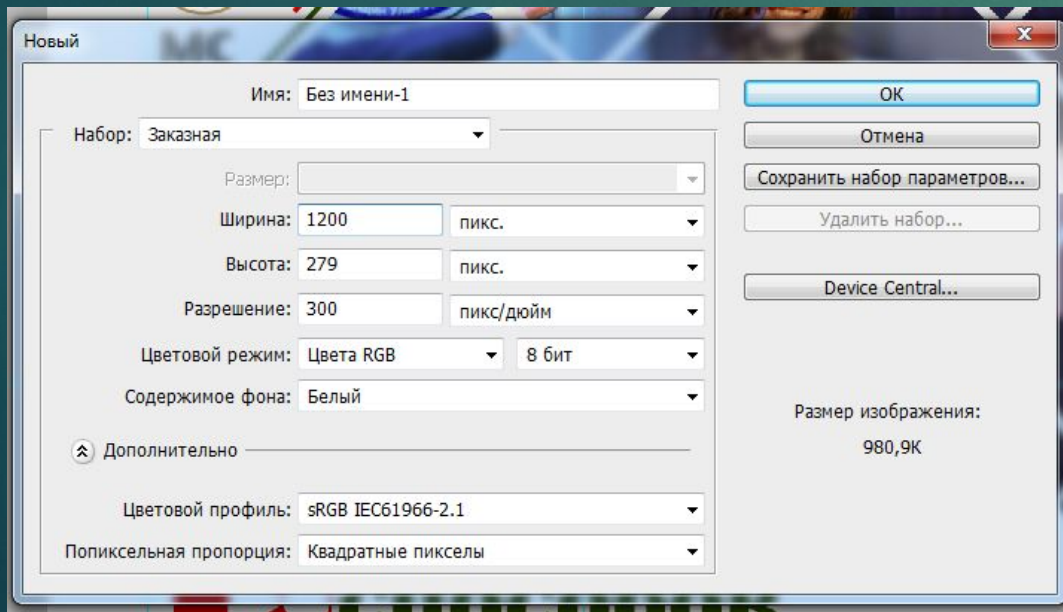 МС
Новый
x
Имя: Без имени-1
OK
Набор: Заказная
Отмена
Размер:
Сохранить набор параметров...
Ширина: 1200 пикс.
Удалить набор...
Высота: 279 пикс.
Device Central...
Разрешение: 300 пикс/дюйм
Цветовой режим: Цвета RGB 8 бит
Содержимое фона: Белый
Размер изображения:
980,9K
Дополнительно
Цветовой профиль: sRGB IEC61966-2.1
Попиксельная пропорция: Квадратные пикселы